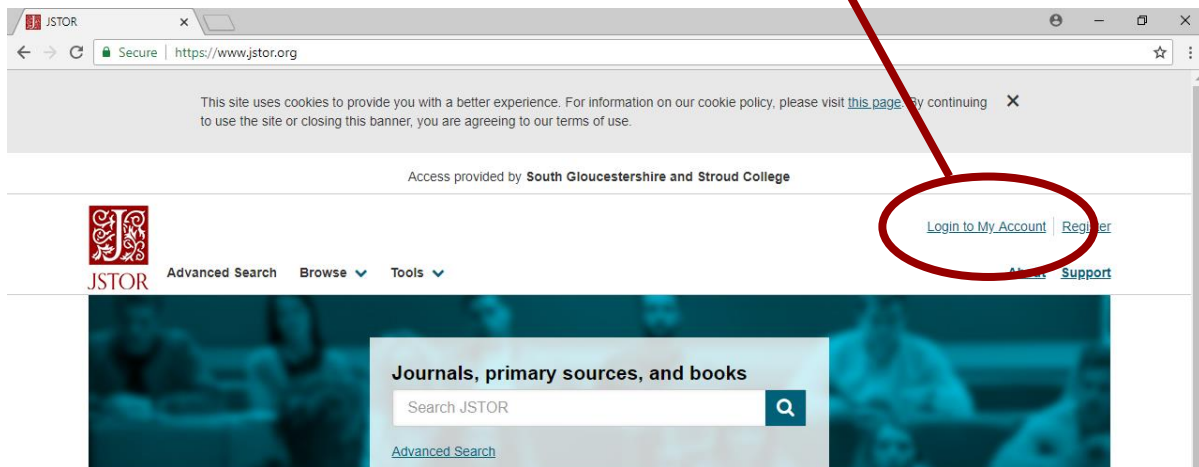 JSTOR
Secure | https://www.jstor.org
This site uses cookies to provide you with a better experience. For information on our cookie policy, please visit this page. By continuing
to use the site or closing this banner, you are agreeing to our terms of use.
Access provided by South Gloucestershire and Stroud College
Login to My Account Register
JSTOR Advanced Search Browse Tools About Support
Journals, primary sources, and books
Search JSTOR
Advanced Search